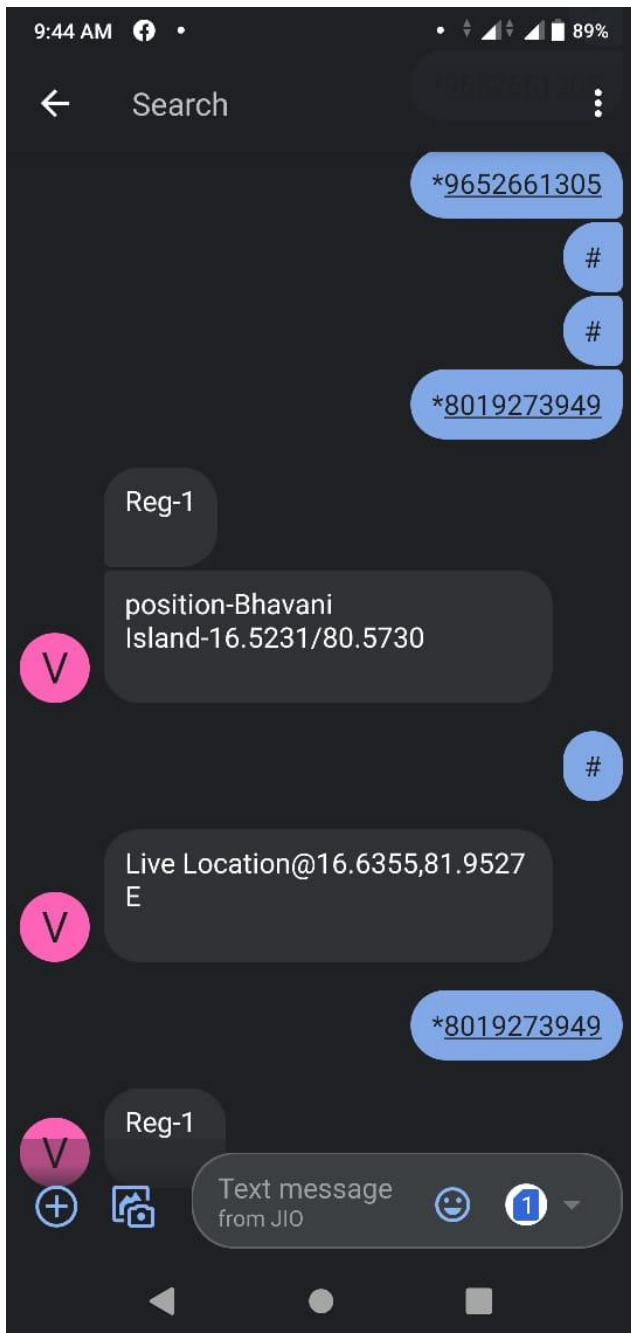 9:44 AM
89%
Search
*9652661305
#
#
*8019273949
Reg-1
position-Bhavani
Island-16.5231/80.5730
V
#
Live Location@16.6355,81.9527
E
V
*8019273949
Reg-1
V
Text message
from JIO
1